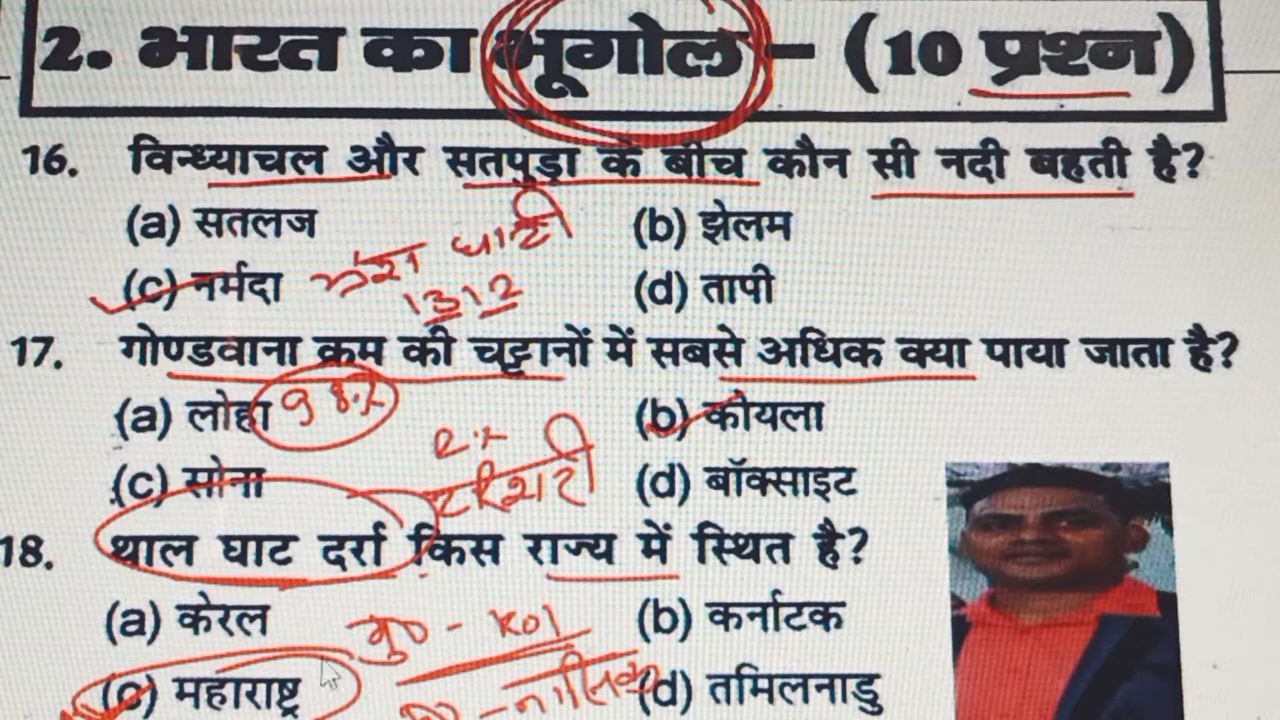 2. भारत का भूगोल – (10 प्रश्न)
16. विन्ध्याचल और सतपुड़ा के बीच कौन सी नदी बहती है?
(a) सतलज (b) झेलम
(c) नर्मदा भ्रंश घाटी (d) तापी
1312
17. गोण्डवाना क्रम की चट्टानों में सबसे अधिक क्या पाया जाता है?
(a) लोहा 98% (b) कोयला
(c) सोना (d) बॉक्साइट
18. थाल घाट दर्रा किस राज्य में स्थित है?
(a) केरल (b) कर्नाटक
(c) महाराष्ट्र (d) तमिलनाडु